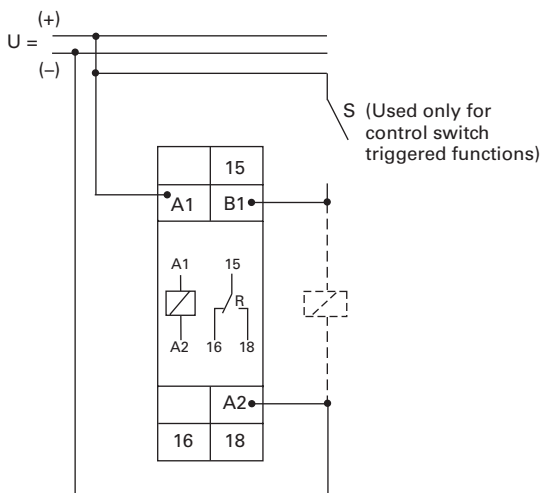 (+)
U =
(–)
S (Used only for
control switch
triggered functions)
15
A1 B1
A1 15
R
A2 16 18
A2
16 18